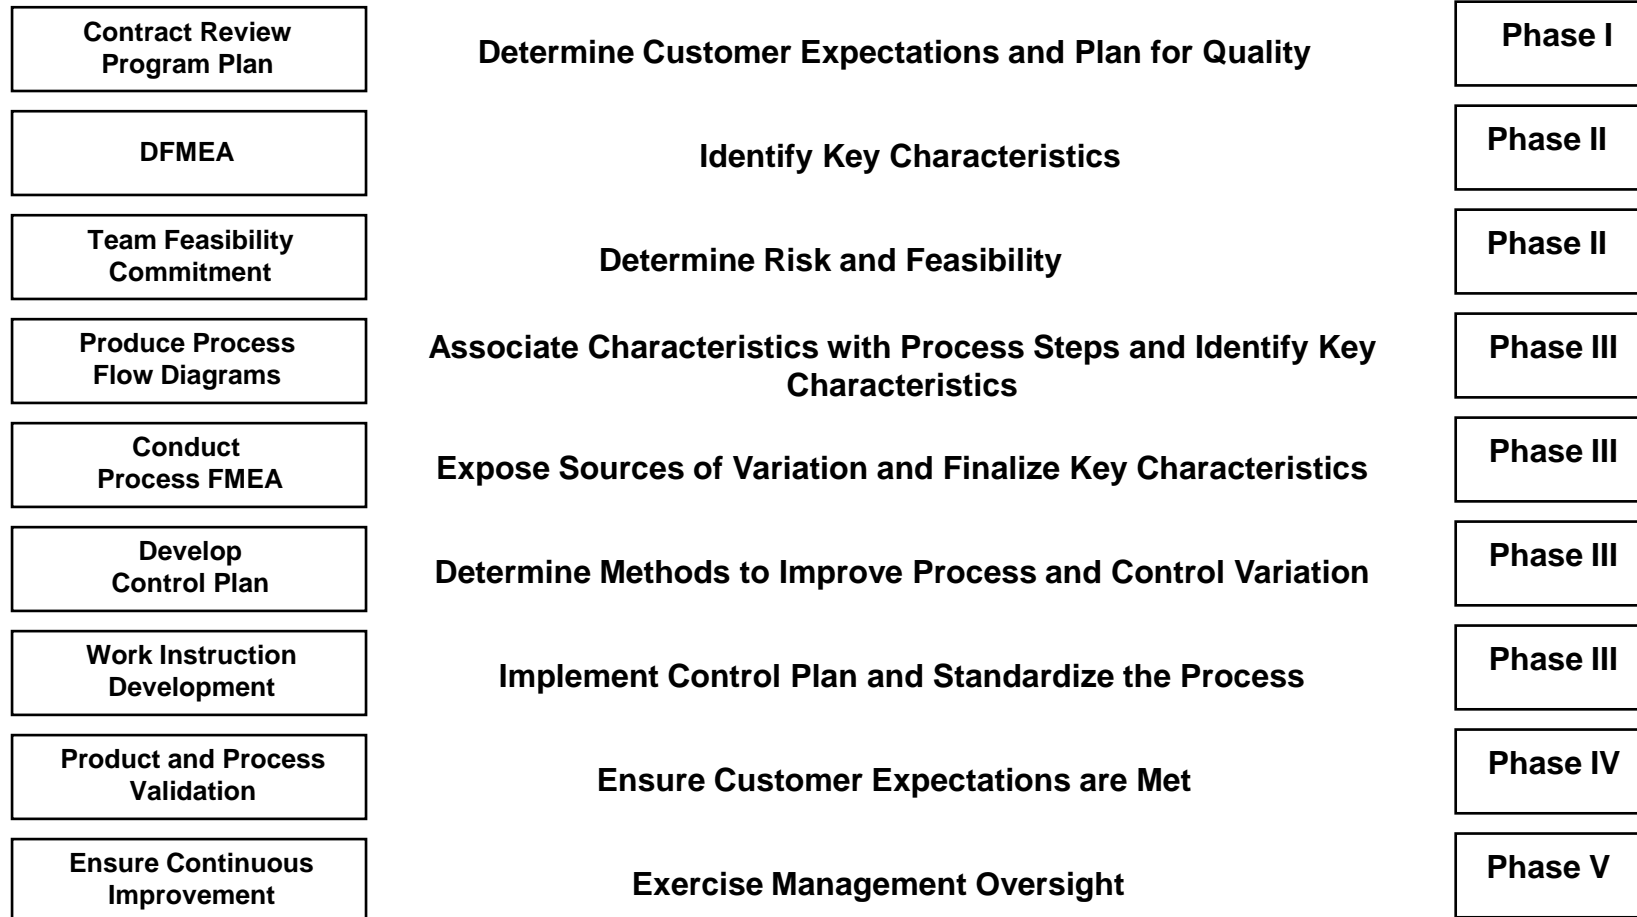 Contract Review
Program Plan
Determine Customer Expectations and Plan for Quality
Phase I
DFMEA
Identify Key Characteristics
Phase II
Team Feasibility
Commitment
Determine Risk and Feasibility
Phase II
Produce Process
Flow Diagrams
Associate Characteristics with Process Steps and Identify Key
Characteristics
Phase III
Conduct
Process FMEA
Expose Sources of Variation and Finalize Key Characteristics
Phase III
Develop
Control Plan
Determine Methods to Improve Process and Control Variation
Phase III
Work Instruction
Development
Implement Control Plan and Standardize the Process
Phase III
Product and Process
Validation
Ensure Customer Expectations are Met
Phase IV
Ensure Continuous
Improvement
Exercise Management Oversight
Phase V